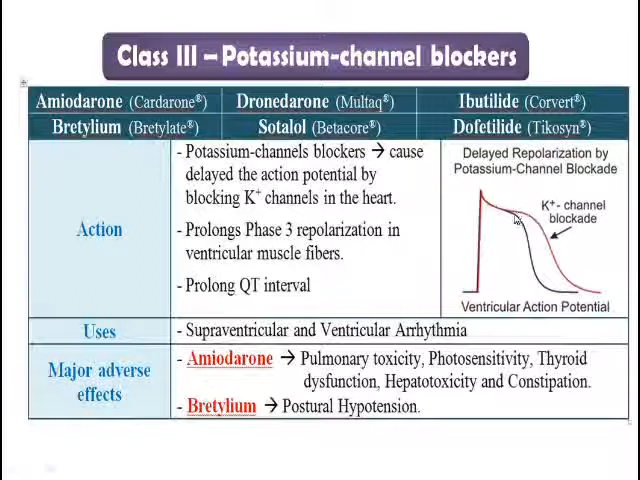 Class III – Potassium-channel blockers
Amiodarone (Cardarone®)
Dronedarone (Multaq®)
Ibutilide (Corvert®)
Bretylium (Bretylate®)
Sotalol (Betacore®)
Dofetilide (Tikosyn®)
Action
- Potassium-channels blockers → cause
delayed the action potential by
blocking K+ channels in the heart.
- Prolongs Phase 3 repolarization in
ventricular muscle fibers.
- Prolong QT interval
Delayed Repolarization by
Potassium-Channel Blockade
K+- channel
blockade
Ventricular Action Potential
Uses
- Supraventricular and Ventricular Arrhythmia
Major adverse
effects
- Amiodarone → Pulmonary toxicity, Photosensitivity, Thyroid
dysfunction, Hepatotoxicity and Constipation.
- Bretylium → Postural Hypotension.